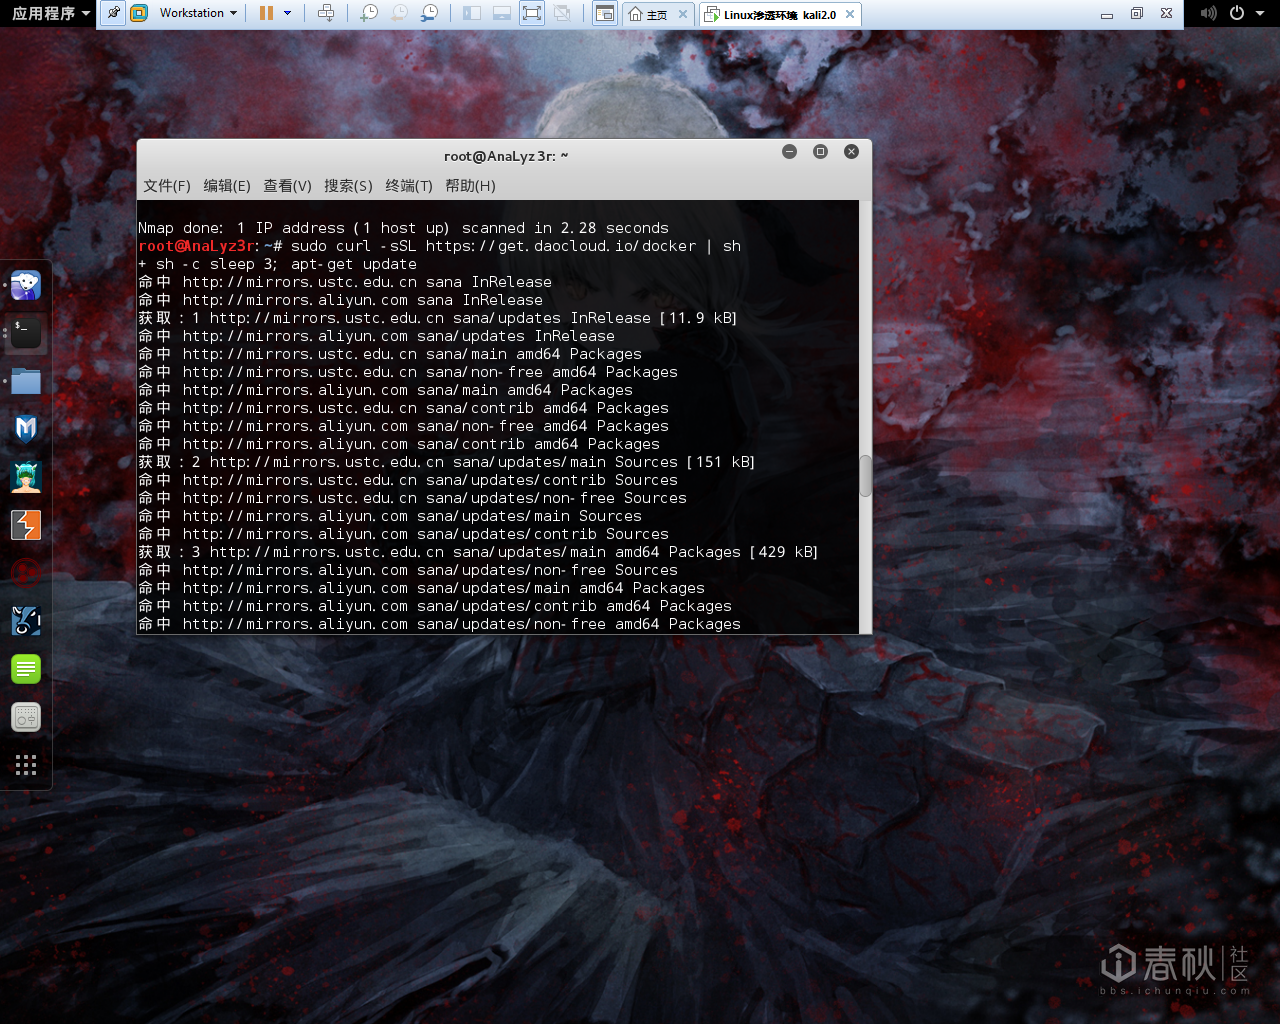 应用程序
Workstation
主页
Linux渗透环境 kali2.0
root@AnaLyz3r: ~
文件(F) 编辑(E) 查看(V) 搜索(S) 终端(T) 帮助(H)
Nmap done: 1 IP address (1 host up) scanned in 2.28 seconds
root@AnaLyz3r:~# sudo curl -sSL https://get.daocloud.io/docker | sh
+ sh -c sleep 3; apt-get update
命中 http://mirrors.ustc.edu.cn sana InRelease
命中 http://mirrors.aliyun.com sana InRelease
获取：1 http://mirrors.ustc.edu.cn sana/updates InRelease [11.9 kB]
命中 http://mirrors.aliyun.com sana/updates InRelease
命中 http://mirrors.ustc.edu.cn sana/main amd64 Packages
命中 http://mirrors.ustc.edu.cn sana/non-free amd64 Packages
命中 http://mirrors.aliyun.com sana/main amd64 Packages
命中 http://mirrors.ustc.edu.cn sana/contrib amd64 Packages
命中 http://mirrors.aliyun.com sana/non-free amd64 Packages
命中 http://mirrors.aliyun.com sana/contrib amd64 Packages
获取：2 http://mirrors.ustc.edu.cn sana/updates/main Sources [151 kB]
命中 http://mirrors.ustc.edu.cn sana/updates/contrib Sources
命中 http://mirrors.ustc.edu.cn sana/updates/non-free Sources
命中 http://mirrors.aliyun.com sana/updates/main Sources
命中 http://mirrors.aliyun.com sana/updates/contrib Sources
获取：3 http://mirrors.ustc.edu.cn sana/updates/main amd64 Packages [429 kB]
命中 http://mirrors.aliyun.com sana/updates/non-free Sources
命中 http://mirrors.aliyun.com sana/updates/main amd64 Packages
命中 http://mirrors.aliyun.com sana/updates/contrib amd64 Packages
命中 http://mirrors.aliyun.com sana/updates/non-free amd64 Packages
春秋 社区
bbs.ichunqiu.com